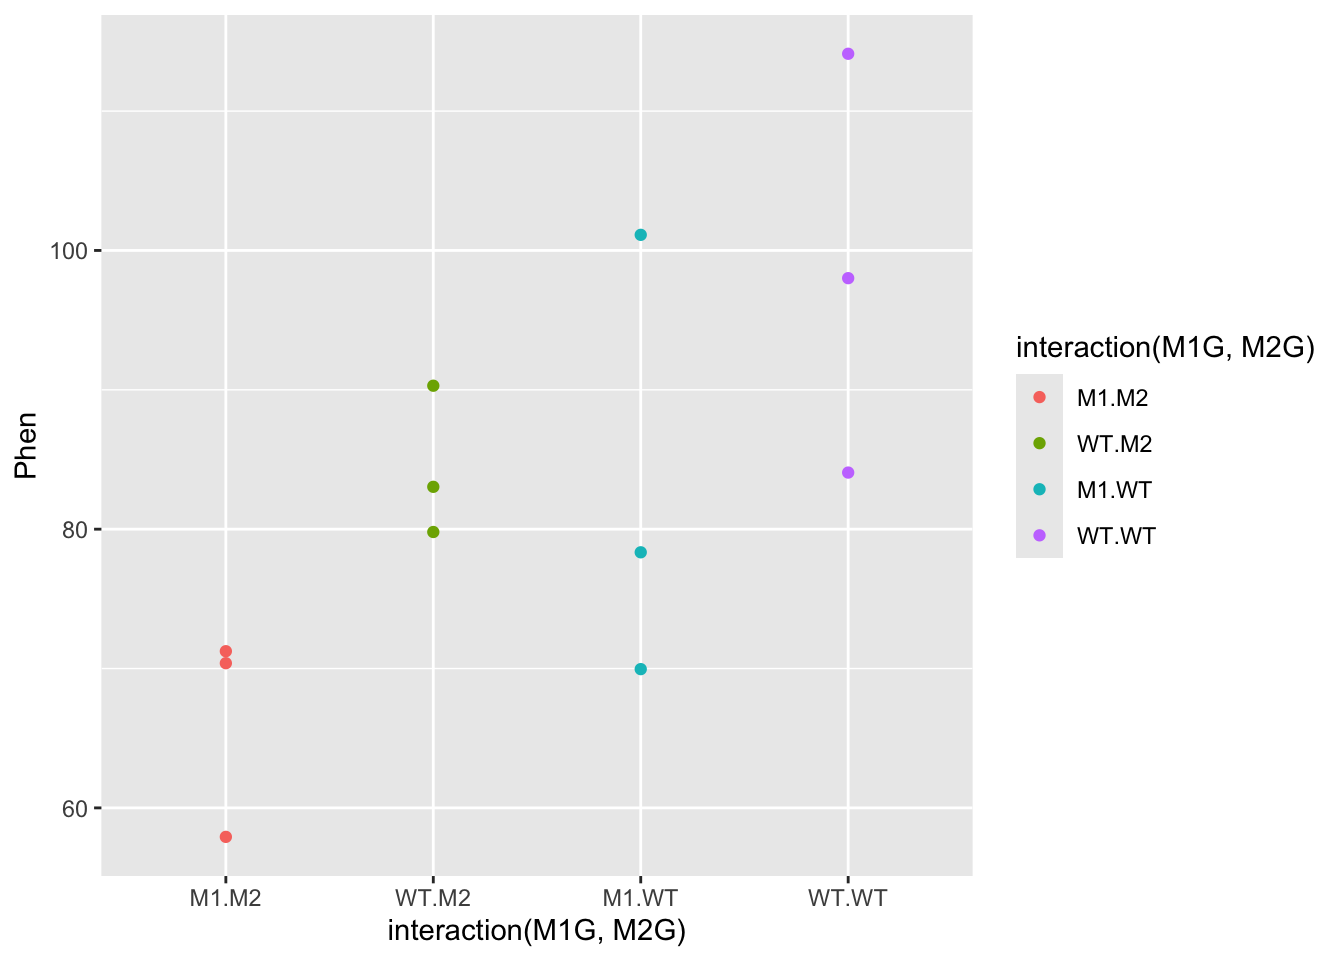 Phen
100
80
60
M1.M2
WT.M2
M1.WT
WT.WT
interaction(M1G, M2G)
interaction(M1G, M2G)
M1.M2
WT.M2
M1.WT
WT.WT